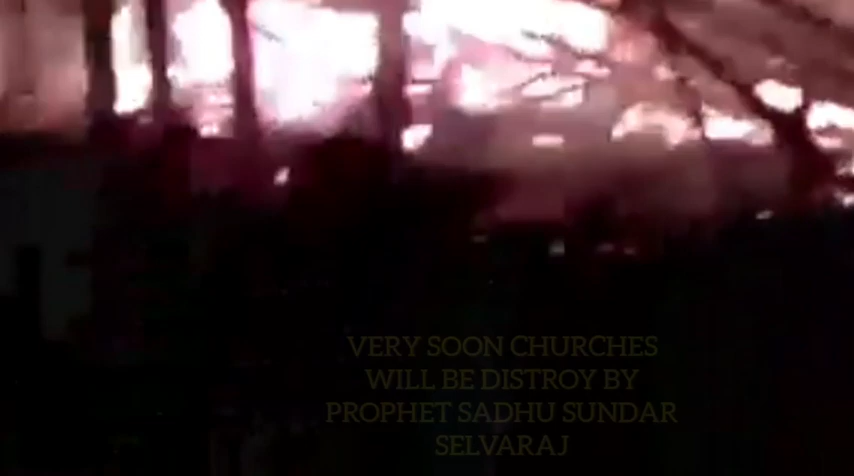 VERY SOON CHURCHES
WILL BE DISTROY BY
PROPHET SADHU SUNDAR
SELVARAJ